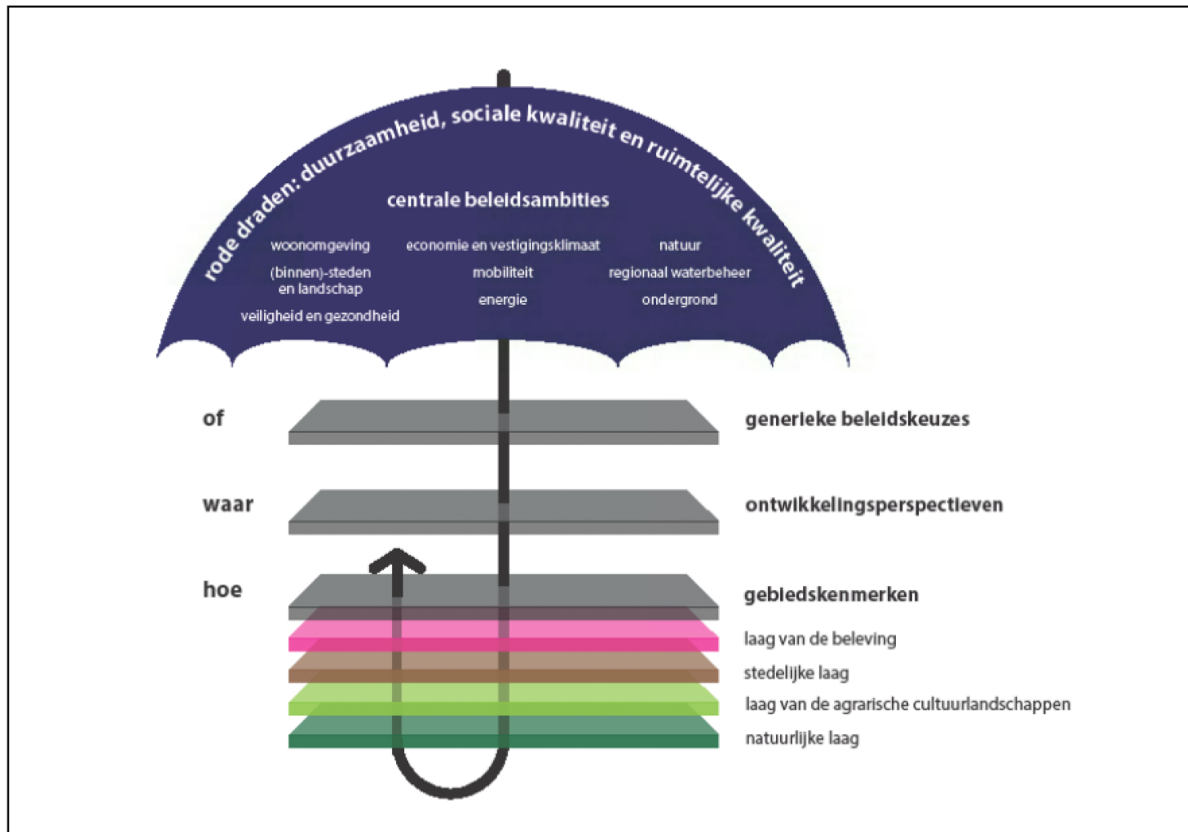 rode draden: duurzaamheid, sociale kwaliteit en ruimtelijke kwaliteit
centrale beleidsambities
woonomgeving
(binnen)-steden
en landschap
veiligheid en gezondheid
economie en vestigingsklimaat
mobiliteit
energie
natuur
regionaal waterbeheer
ondergrond
of
generieke beleidskeuzes
waar
ontwikkelingsperspectieven
hoe
gebiedskenmerken
laag van de beleving
stedelijke laag
laag van de agrarische cultuurlandschappen
natuurlijke laag